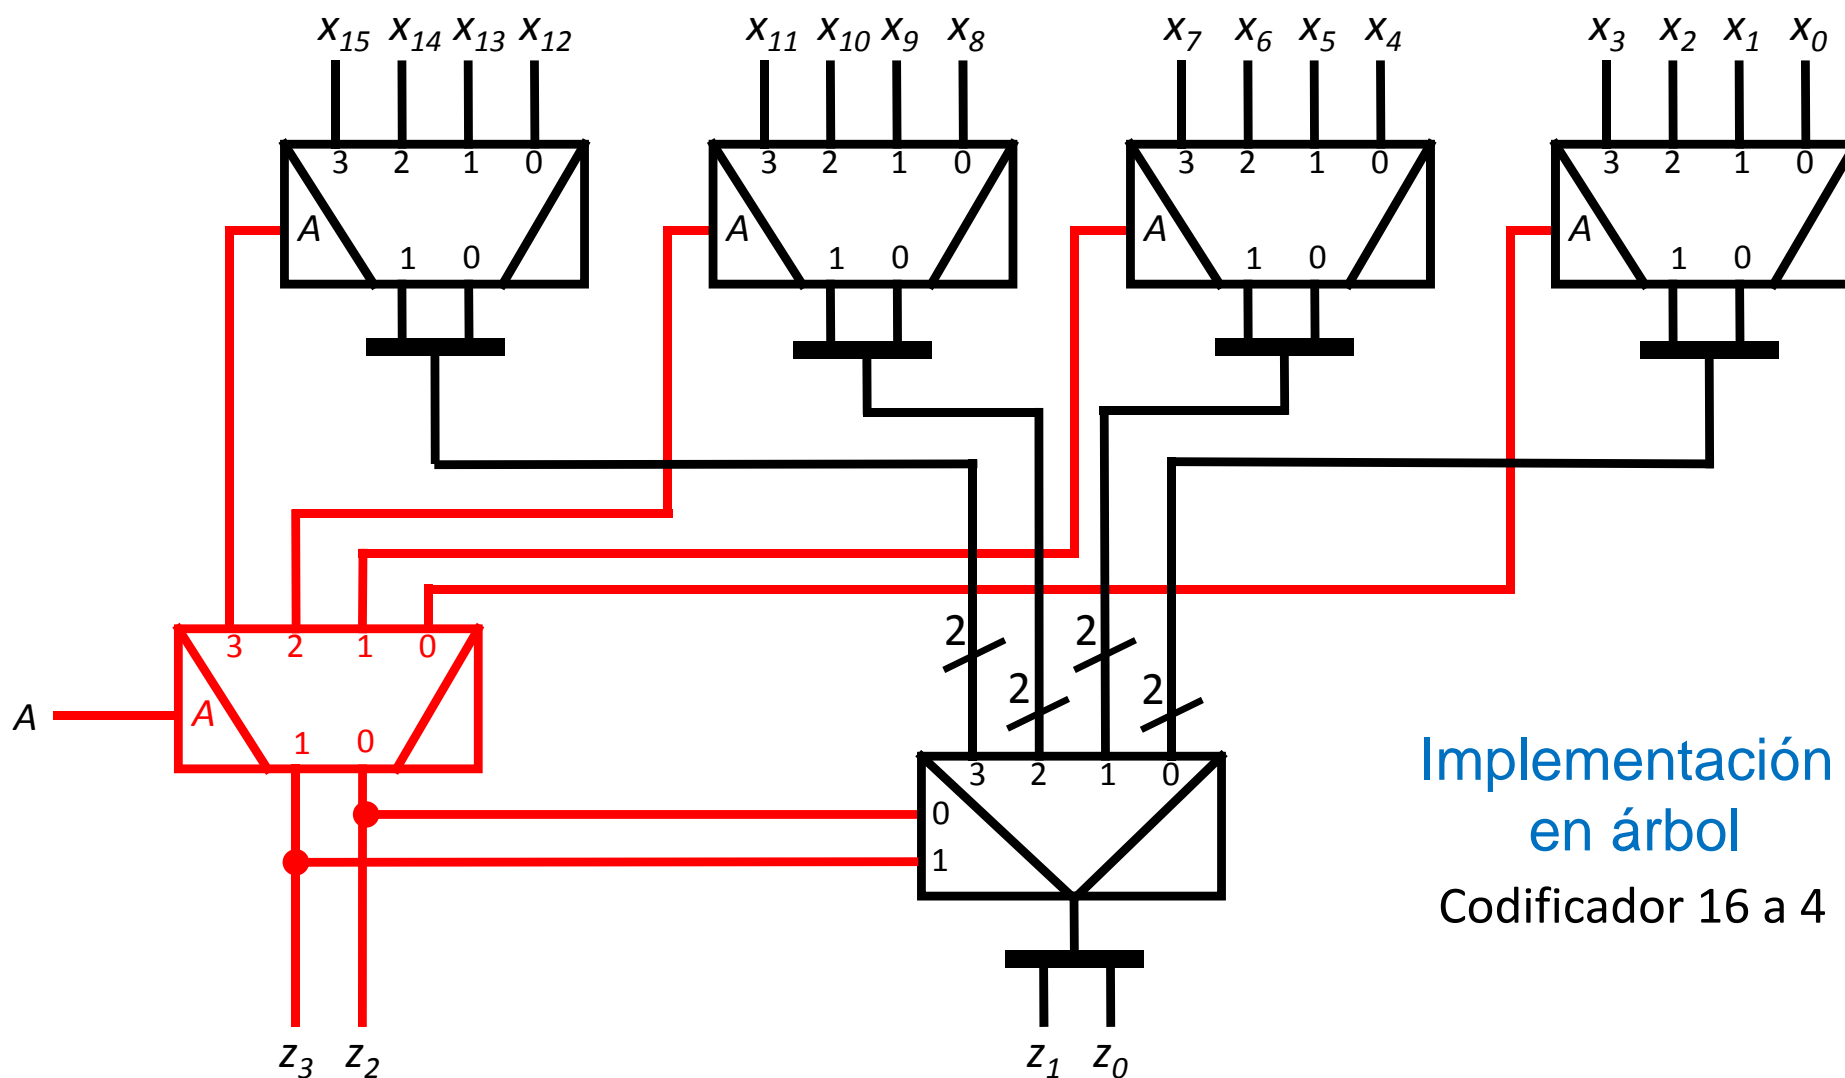 x15 x14 x13 x12 x11 x10 x9 x8 x7 x6 x5 x4 x3 x2 x1 x0
3 2 1 0 3 2 1 0 3 2 1 0 3 2 1 0
A A A A
1 0 1 0 1 0 1 0
3 2 1 0
2 2
2 2
A A
1 0
3 2 1 0
0
1
Implementación
en árbol
Codificador 16 a 4
z3 z2 z1 z0